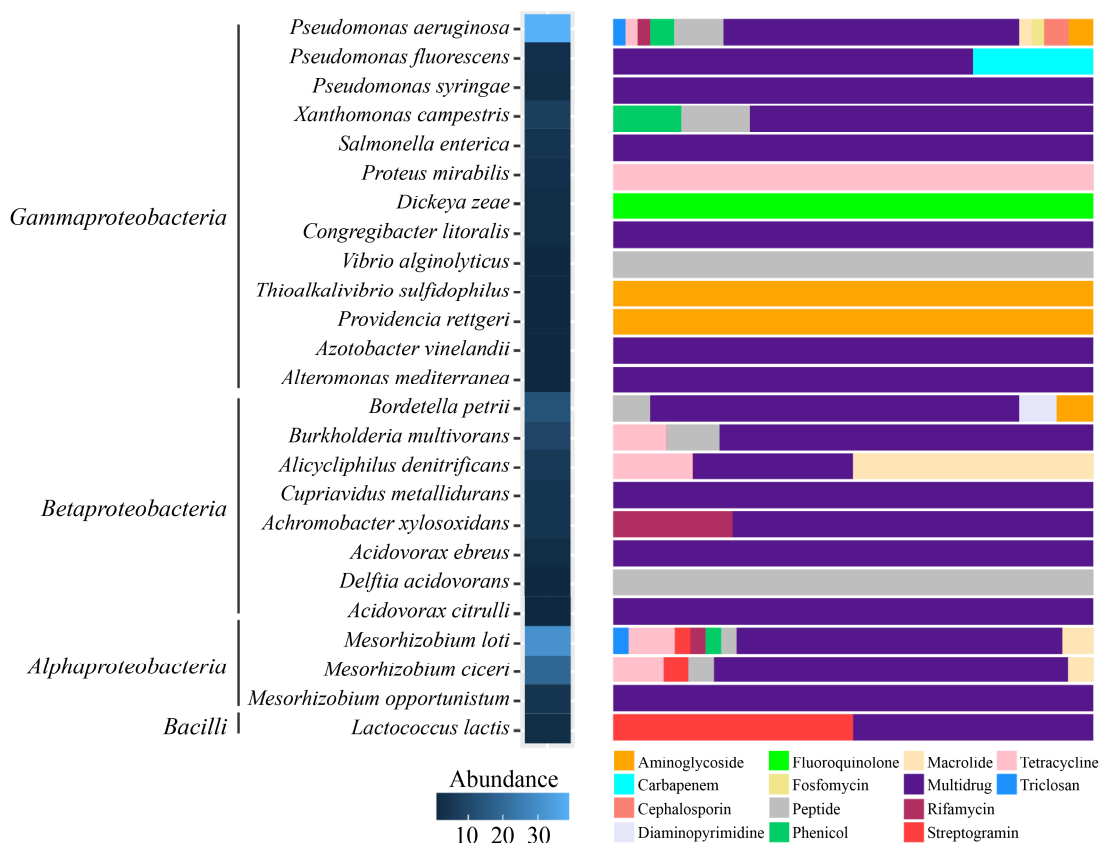 Pseudomonas aeruginosa
Pseudomonas fluorescens
Pseudomonas syringae
Xanthomonas campestris
Salmonella enterica
Proteus mirabilis
Dickeya zeae
Gammaproteobacteria
Congregibacter litoralis
Vibrio alginolyticus
Thioalkalivibrio sulfidophilus
Providencia rettgeri
Azotobacter vinelandii
Alteromonas mediterranea
Bordetella petrii
Burkholderia multivorans
Alicycliphilus denitrificans
Cupriavidus metallidurans
Betaproteobacteria
Achromobacter xylosoxidans
Acidovorax ebreus
Delftia acidovorans
Acidovorax citrulli
Mesorhizobium loti
Alphaproteobacteria
Mesorhizobium ciceri
Mesorhizobium opportunistum
Bacilli
Lactococcus lactis
Abundance
10 20 30
Aminoglycoside Fluoroquinolone Macrolide Tetracycline
Carbapenem Fosfomycin Multidrug Triclosan
Cephalosporin Peptide Rifamycin
Diaminopyrimidine Phenicol Streptogramin